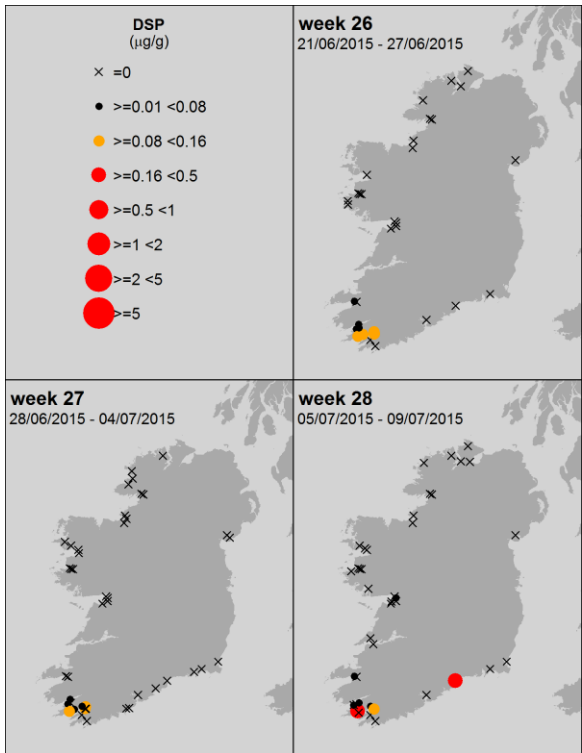 DSP
(µg/g)
=0
>=0.01 <0.08
>=0.08 <0.16
>=0.16 <0.5
>=0.5 <1
>=1 <2
>=2 <5
>=5
week 26
21/06/2015 - 27/06/2015
week 27
28/06/2015 - 04/07/2015
week 28
05/07/2015 - 09/07/2015